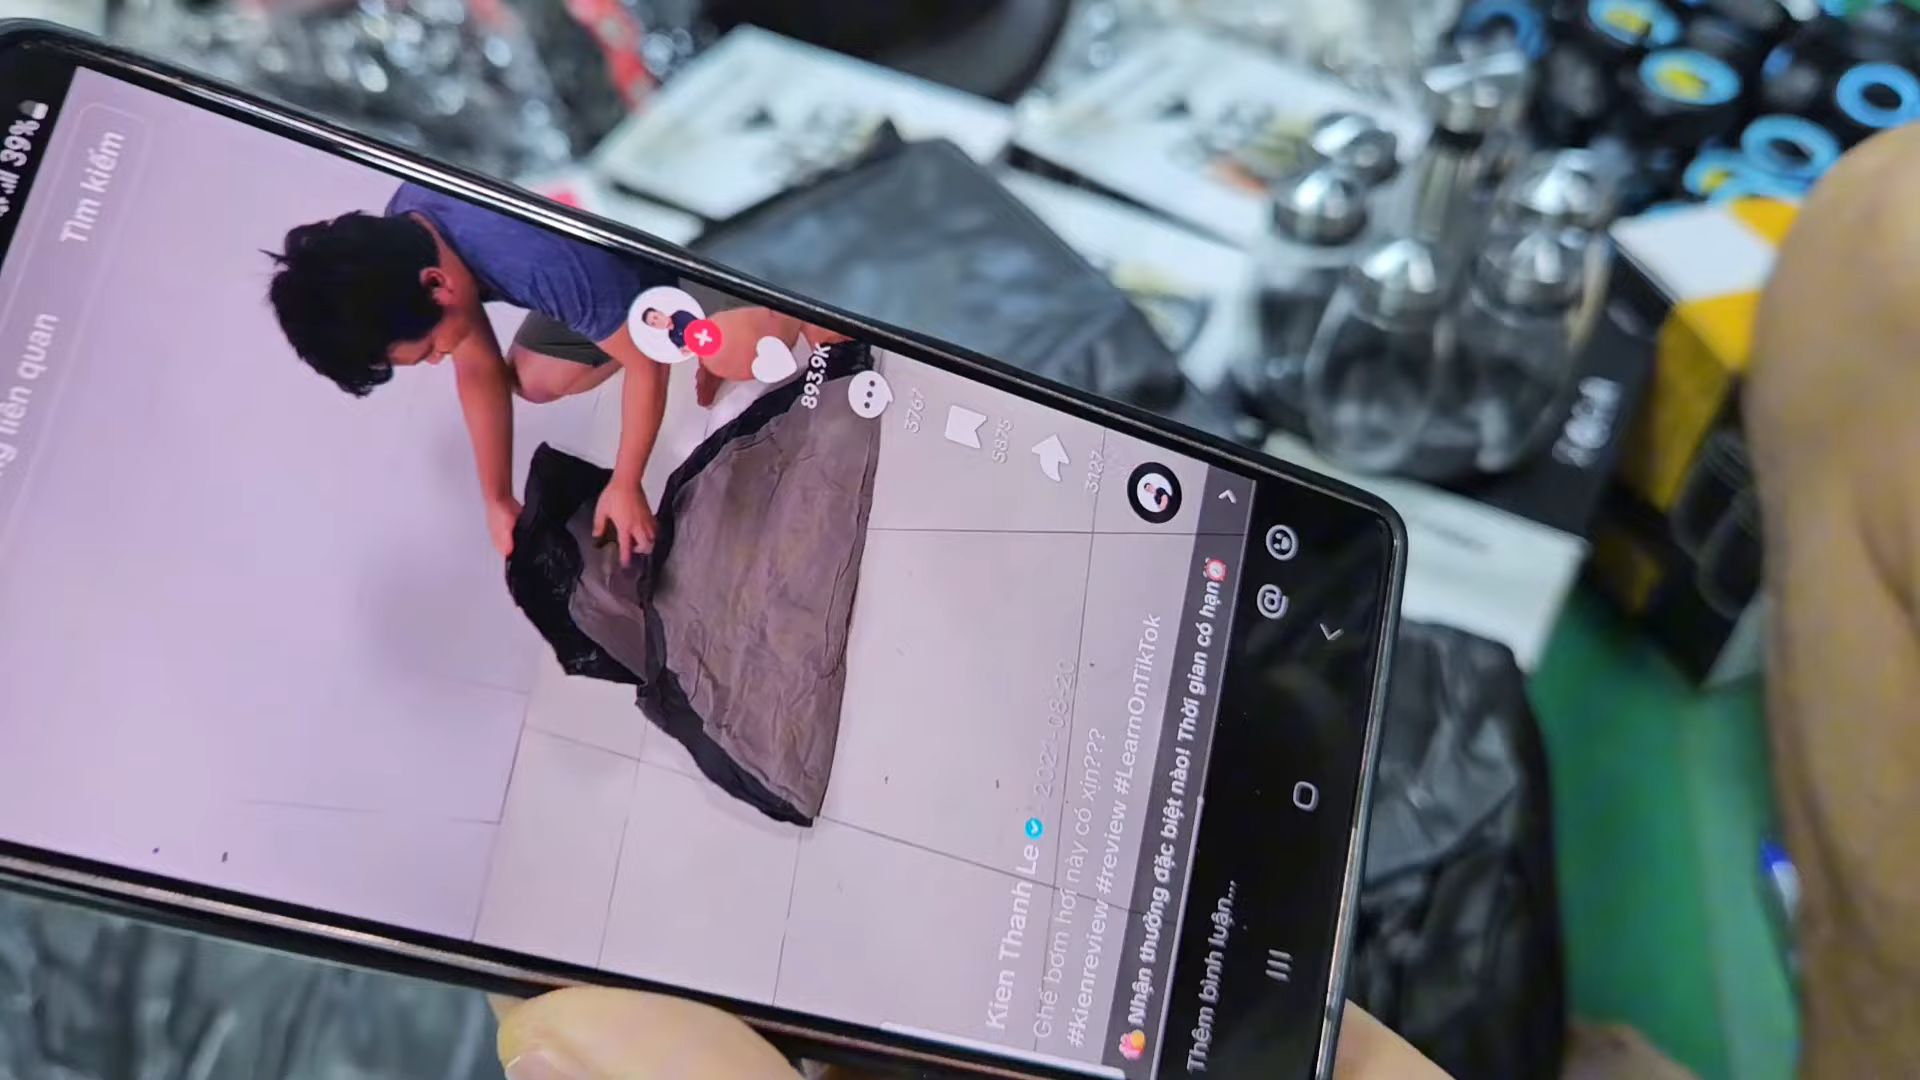 39%
Tìm kiếm
liên quan
893.9K
3767
5875
3127
Kien Thanh Le · 2022-08-20
Ghế bơm hơi này có xịn???
#kienreview #review #LearnOnTikTok
Nhận thưởng đặc biệt nào! Thời gian có hạn
Thêm bình luận...
@